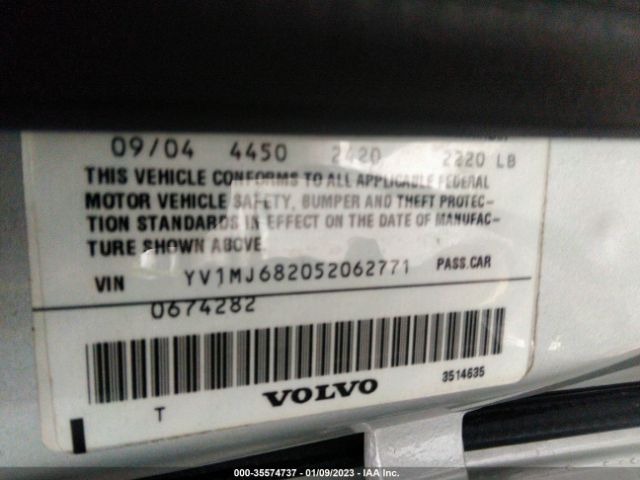 09/04 4450 2420 2220 LB
THIS VEHICLE CONFORMS TO ALL APPLICABLE FEDERAL
MOTOR VEHICLE SAFETY, BUMPER AND THEFT PROTEC-
TION STANDARDS IN EFFECT ON THE DATE OF MANUFAC-
TURE SHOWN ABOVE.
VIN YV1MJ682052062771 PASS.CAR
0674282
T VOLVO 3514635
000-35574737 - 01/09/2023 - IAA Inc.